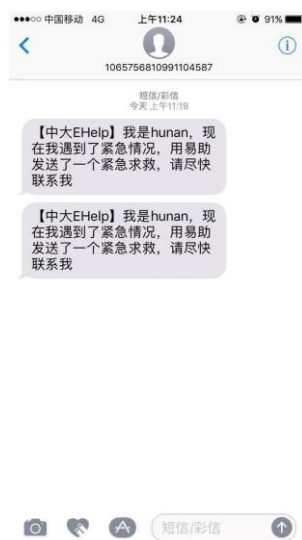 中国移动 4G 上午11:24 91%
1065756810991104587
短信/彩信
今天 上午11:19
【中大EHelp】我是hunan，现
在我遇到了紧急情况，用易助
发送了一个紧急求救，请尽快
联系我
【中大EHelp】我是hunan，现
在我遇到了紧急情况，用易助
发送了一个紧急求救，请尽快
联系我
短信/彩信